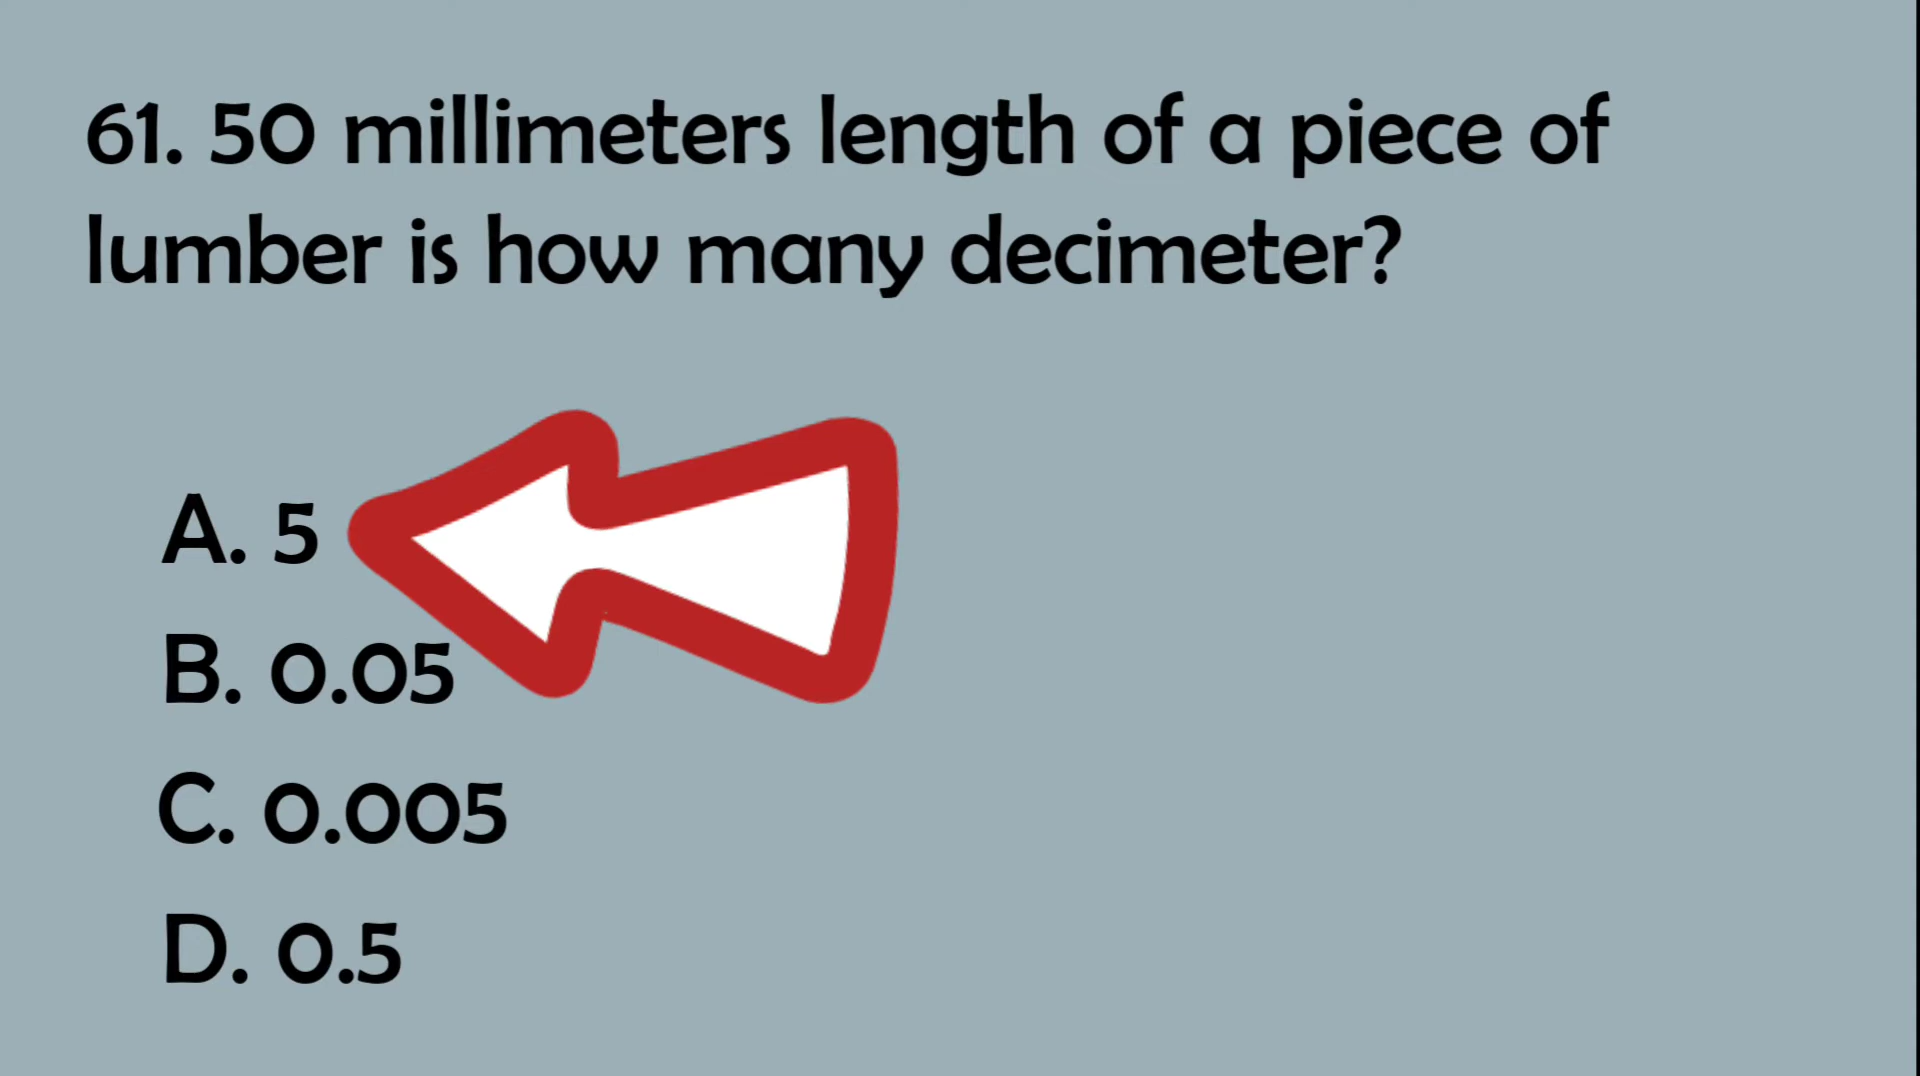 61. 50 millimeters length of a piece of
lumber is how many decimeter?
A. 5
B. 0.05
C. 0.005
D. 0.5